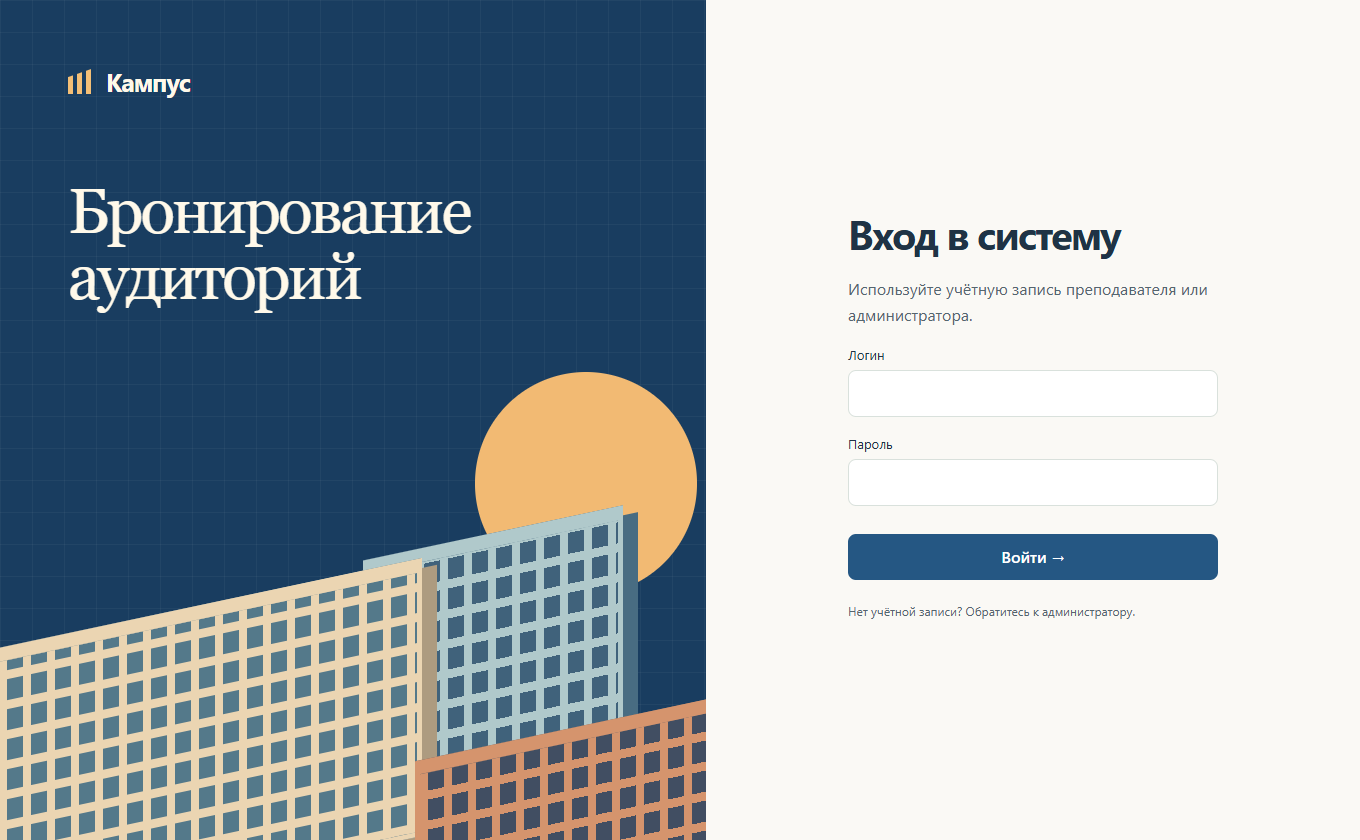 Кампус
Бронирование
аудиторий
Вход в систему
Используйте учётную запись преподавателя или
администратора.
Логин
Пароль
Войти →
Нет учётной записи? Обратитесь к администратору.